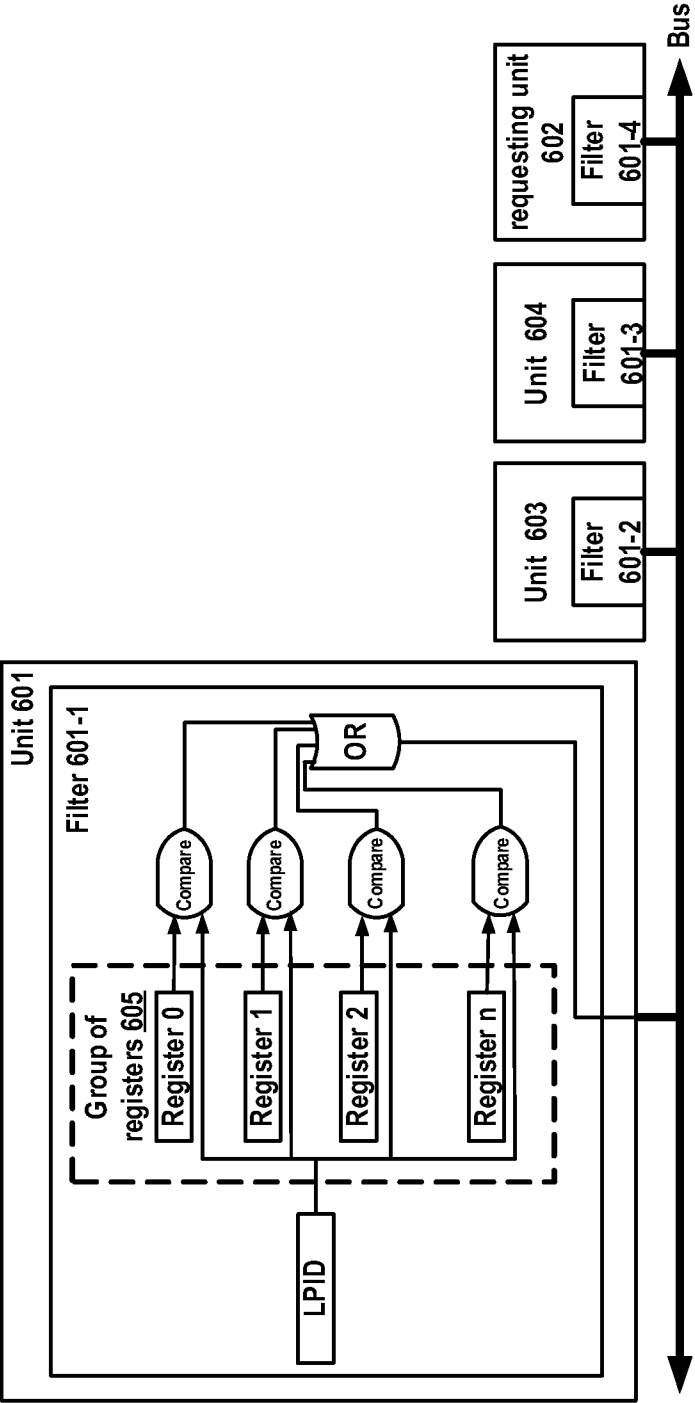 Unit 601
Filter 601-1
Group of
registers 605
Register 0
Register 1
Register 2
Register n
LPID
Compare
Compare
Compare
Compare
OR
Unit 603
Filter
601-2
Unit 604
Filter
601-3
requesting unit
602
Filter
601-4
Bus